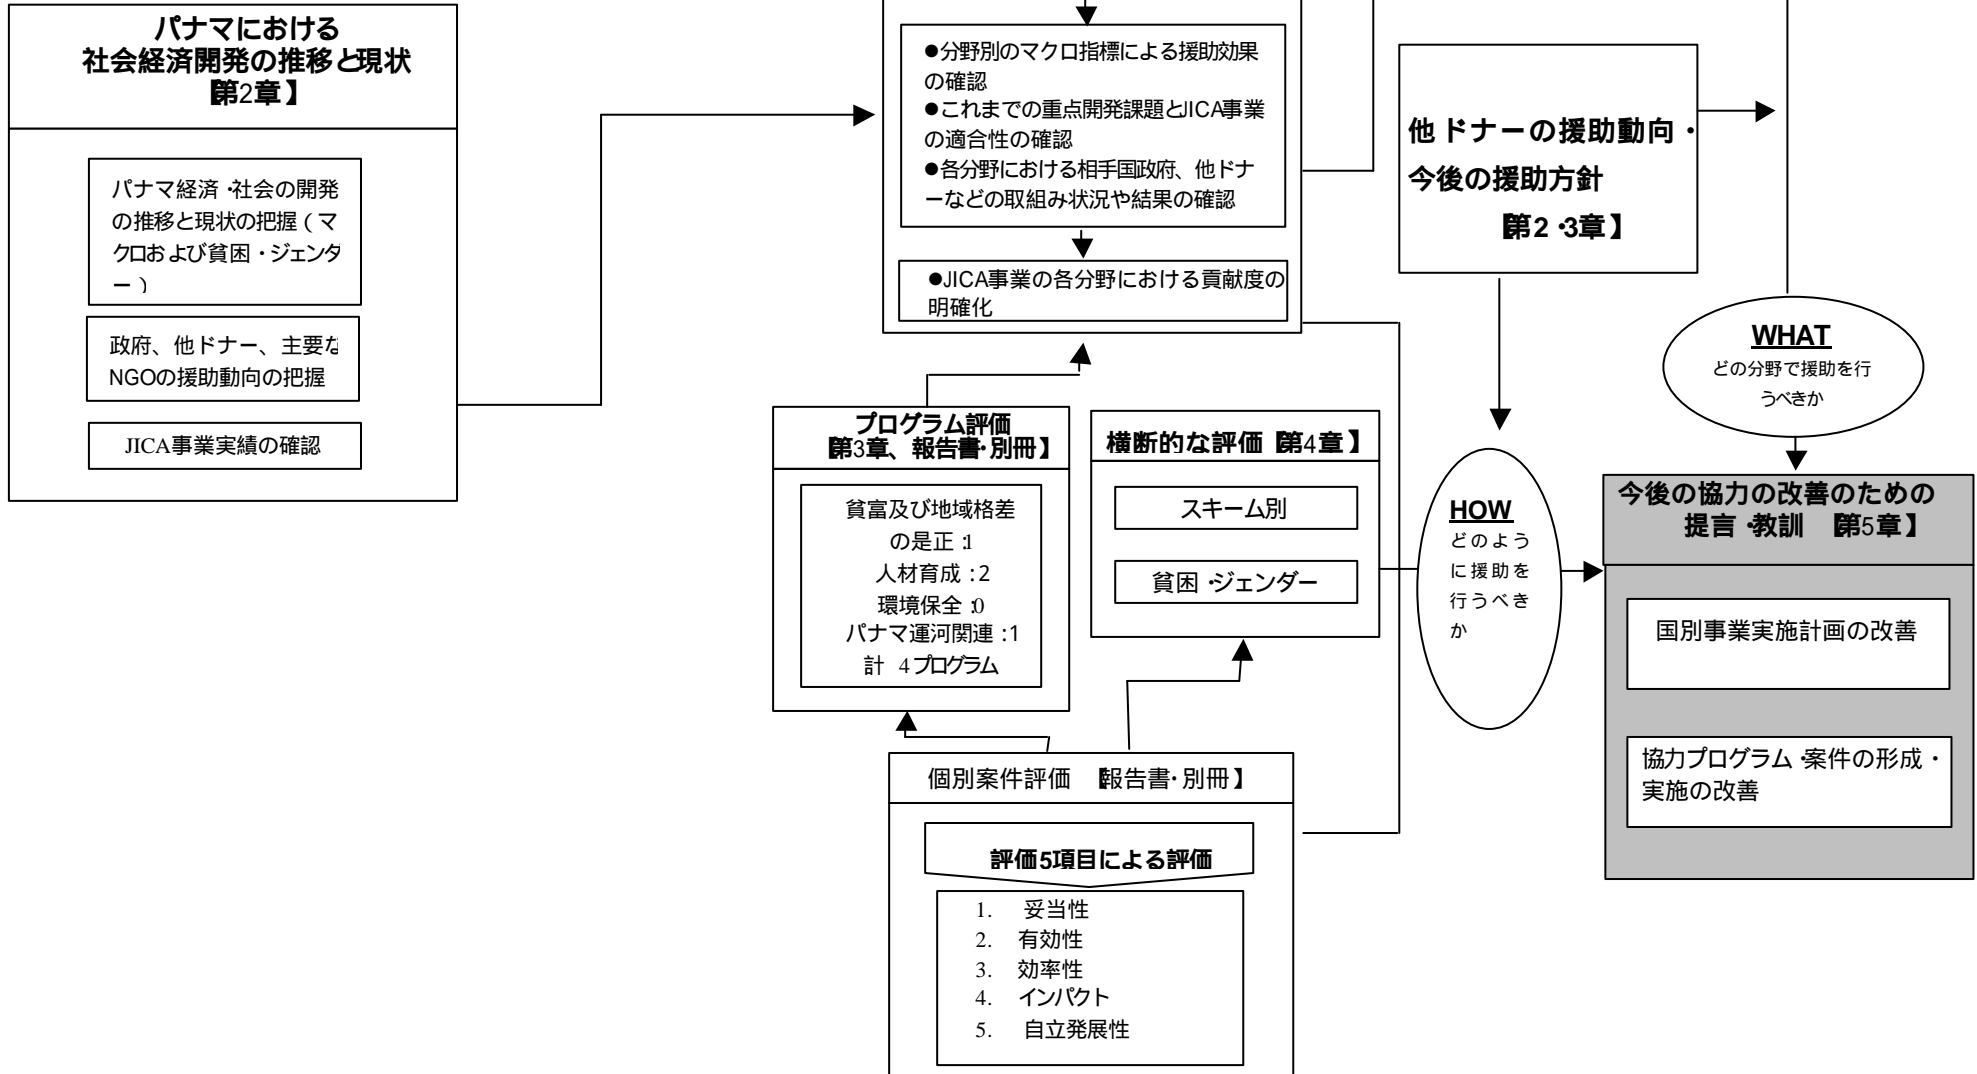 パナマにおける
社会経済開発の推移と現状
【第2章】
パナマ経済・社会の開発
の推移と現状の把握（マ
クロおよび貧困・ジェンダ
ー）
政府、他ドナー、主要な
NGOの援助動向の把握
JICA事業実績の確認
●分野別のマクロ指標による援助効果
の確認
●これまでの重点開発課題とJICA事業
の適合性の確認
●各分野における相手国政府、他ドナ
ーなどの取組み状況や結果の確認
●JICA事業の各分野における貢献度の
明確化
プログラム評価
【第3章、報告書・別冊】
貧富及び地域格差
の是正：1
人材育成：2
環境保全：0
パナマ運河関連：1
計 4プログラム
横断的な評価【第4章】
スキーム別
貧困・ジェンダー
個別案件評価 【報告書・別冊】
評価5項目による評価
1. 妥当性
2. 有効性
3. 効率性
4. インパクト
5. 自立発展性
他ドナーの援助動向・
今後の援助方針
【第2・3章】
HOW
どのよう
に援助を
行うべき
か
WHAT
どの分野で援助を行
うべきか
今後の協力の改善のための
提言・教訓 【第5章】
国別事業実施計画の改善
協力プログラム・案件の形成・
実施の改善